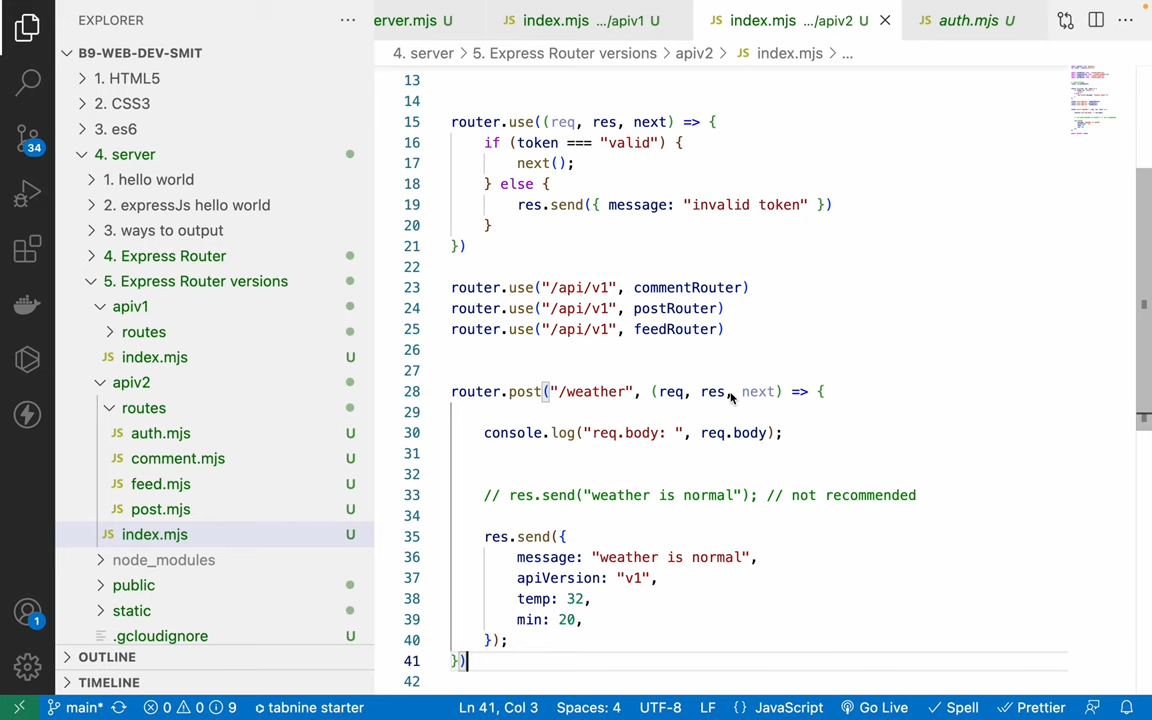 EXPLORER
B9-WEB-DEV-SMIT
1. HTML5
2. CSS3
3. es6
4. server
1. hello world
2. expressJs hello world
3. ways to output
4. Express Router
5. Express Router versions
apiv1
routes
JS index.mjs U
apiv2
routes
JS auth.mjs U
JS comment.mjs U
JS feed.mjs U
JS post.mjs U
JS index.mjs U
node_modules
public
static
.gcloudignore U
OUTLINE
TIMELINE
34
1
erver.mjs U JS index.mjs .../apiv1 U JS index.mjs .../apiv2 U JS auth.mjs U
4. server > 5. Express Router versions > apiv2 > JS index.mjs > ...
13
14
15 router.use((req, res, next) => {
16 if (token === "valid") {
17 next();
18 } else {
19 res.send({ message: "invalid token" })
20 }
21 })
22
23 router.use("/api/v1", commentRouter)
24 router.use("/api/v1", postRouter)
25 router.use("/api/v1", feedRouter)
26
27
28 router.post("/weather", (req, res, next) => {
29
30 console.log("req.body: ", req.body);
31
32
33 // res.send("weather is normal"); // not recommended
34
35 res.send({
36 message: "weather is normal",
37 apiVersion: "v1",
38 temp: 32,
39 min: 20,
40 });
41 })
42
main* 0 0 9 tabnine starter Ln 41, Col 3 Spaces: 4 UTF-8 LF {} JavaScript Go Live Spell Prettier